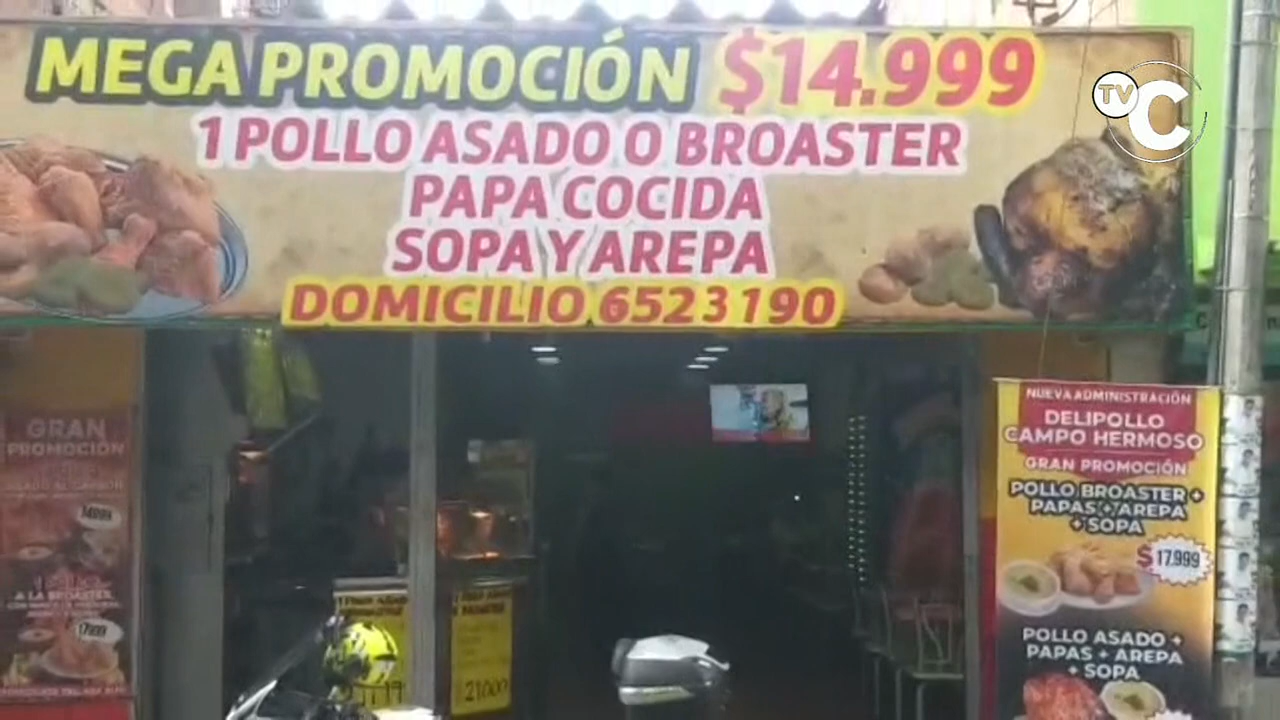 MEGA PROMOCIÓN $14.999
1 POLLO ASADO O BROASTER
PAPA COCIDA
SOPA Y AREPA
DOMICILIO 6523190
TV C
GRAN
PROMOCIÓN
A LA BROASTER
17999
21000
NUEVA ADMINISTRACIÓN
DELIPOLLO
CAMPO HERMOSO
GRAN PROMOCIÓN
POLLO BROASTER +
PAPAS + AREPA
+ SOPA
$17.999
POLLO ASADO +
PAPAS + AREPA
+ SOPA